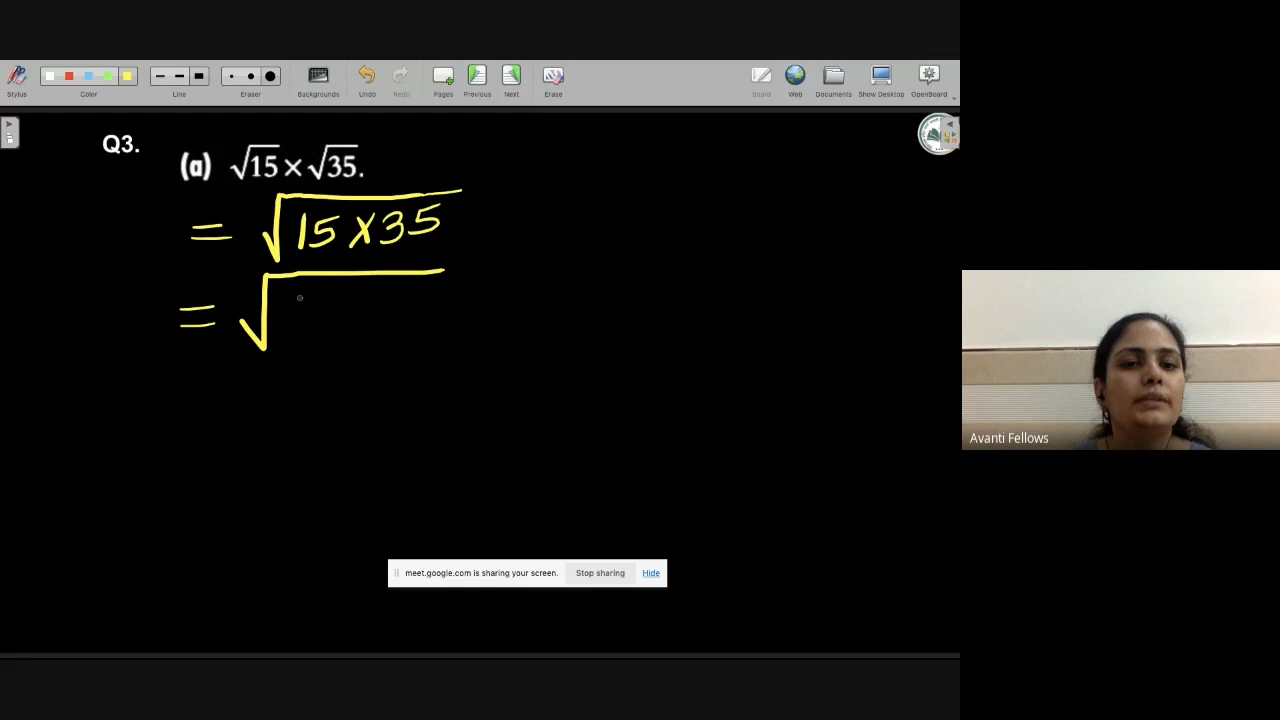 Stylus Color Line Eraser Backgrounds Undo Redo Pages Previous Next Erase Board Web Documents Show Desktop OpenBoard
Q3.
(a) √15 × √35.
= √15 × 35
= √
Avanti Fellows
meet.google.com is sharing your screen. Stop sharing Hide